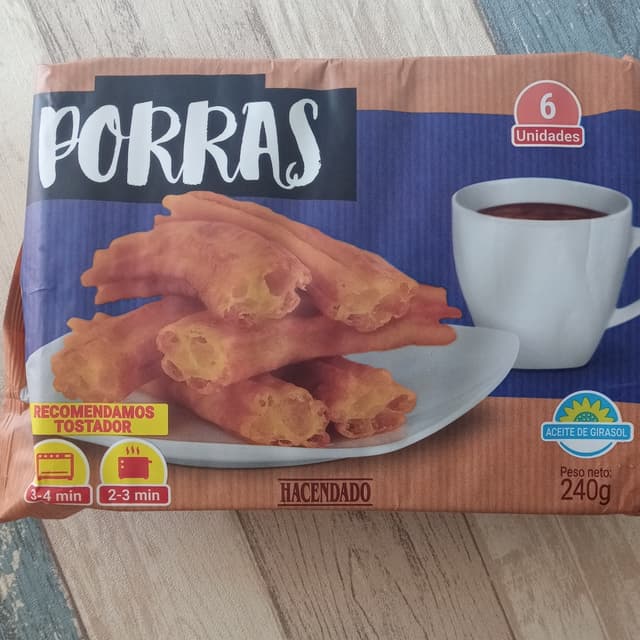 PORRAS
6
Unidades
RECOMENDAMOS
TOSTADOR
3-4 min
2-3 min
HACENDADO
ACEITE DE GIRASOL
Peso neto:
240g